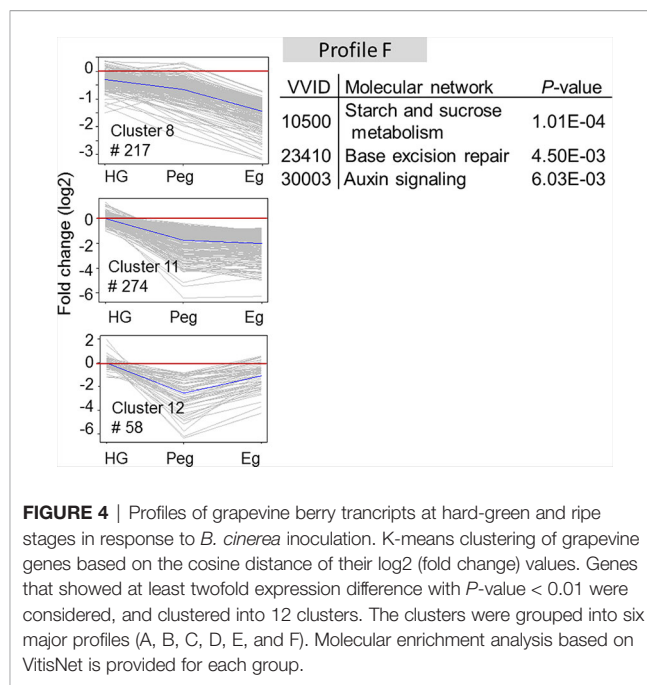 Profile F
Fold change (log2)
0
-1
-2
-3
Cluster 8
# 217
HG Peg Eg
0
-2
-4
-6
Cluster 11
# 274
HG Peg Eg
2
0
-2
-4
-6
Cluster 12
# 58
HG Peg Eg
VVID Molecular network P-value
10500 Starch and sucrose metabolism 1.01E-04
23410 Base excision repair 4.50E-03
30003 Auxin signaling 6.03E-03
FIGURE 4 | Profiles of grapevine berry trancripts at hard-green and ripe
stages in response to B. cinerea inoculation. K-means clustering of grapevine
genes based on the cosine distance of their log2 (fold change) values. Genes
that showed at least twofold expression difference with P-value < 0.01 were
considered, and clustered into 12 clusters. The clusters were grouped into six
major profiles (A, B, C, D, E, and F). Molecular enrichment analysis based on
VitisNet is provided for each group.